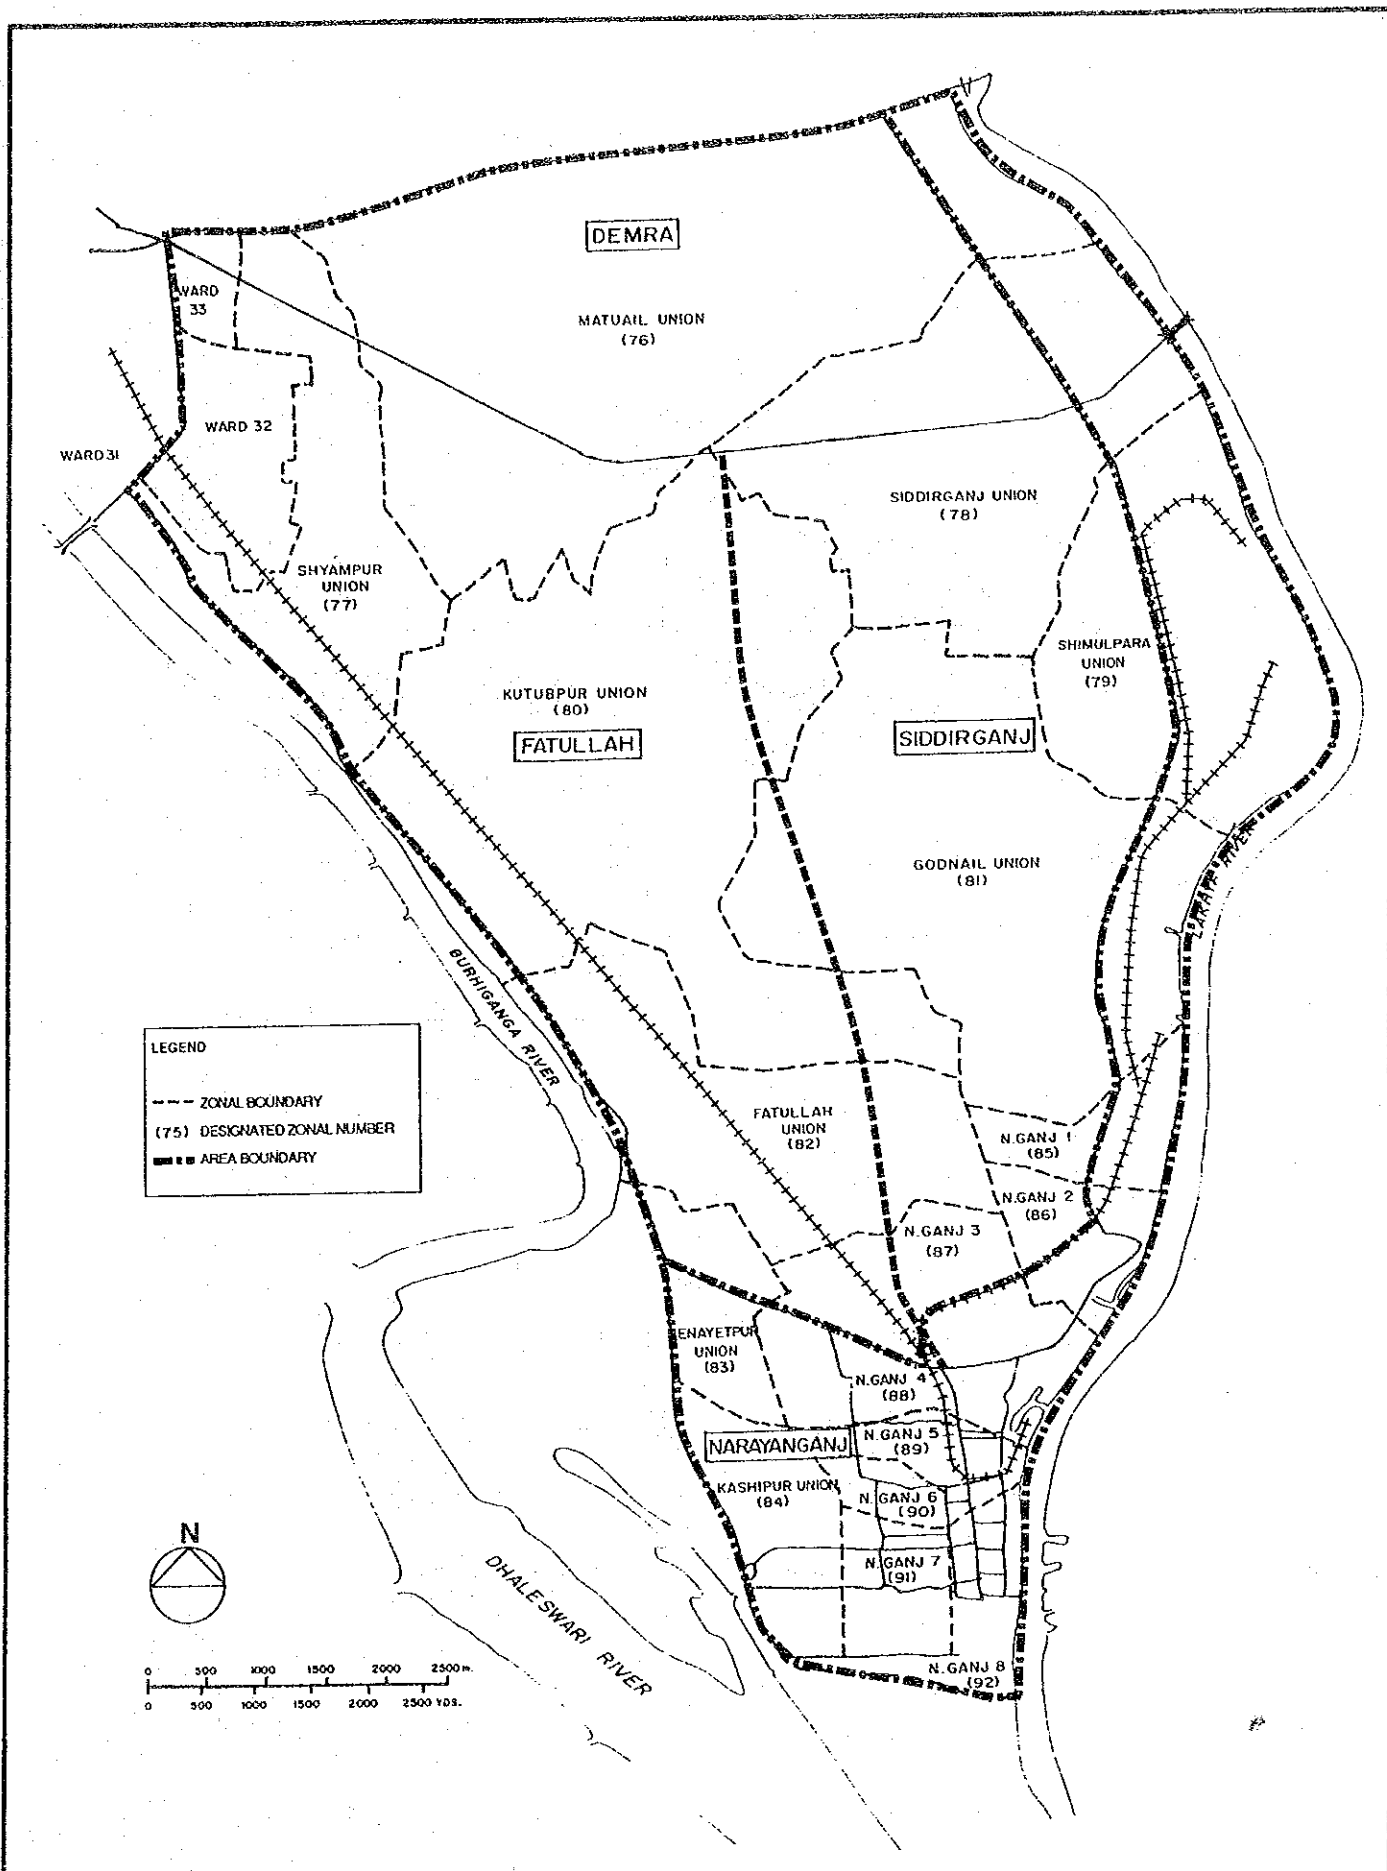 DEMRA
MATUAIL UNION
(76)
WARD
33
WARD 32
WARD 31
SIDDIRGANJ UNION
(78)
SHYAMPUR
UNION
(77)
SHIMULPARA
UNION
(79)
KUTUBPUR UNION
(80)
FATULLAH
SIDDIRGANJ
GODNAIL UNION
(81)
LAKHYA RIVER
BURHIGANGA RIVER
LEGEND
ZONAL BOUNDARY
(75) DESIGNATED ZONAL NUMBER
AREA BOUNDARY
FATULLAH
UNION
(82)
N.GANJ 1
(85)
N.GANJ 2
(86)
N.GANJ 3
(87)
ENAYETPUR
UNION
(83)
N.GANJ 4
(88)
N.GANJ 5
(89)
NARAYANGANJ
KASHIPUR UNION
(84)
N.GANJ 6
(90)
N.GANJ 7
(91)
N
DHALESWARI RIVER
N.GANJ 8
(92)
0 500 1000 1500 2000 2500 m.
0 500 1000 1500 2000 2500 YDS.